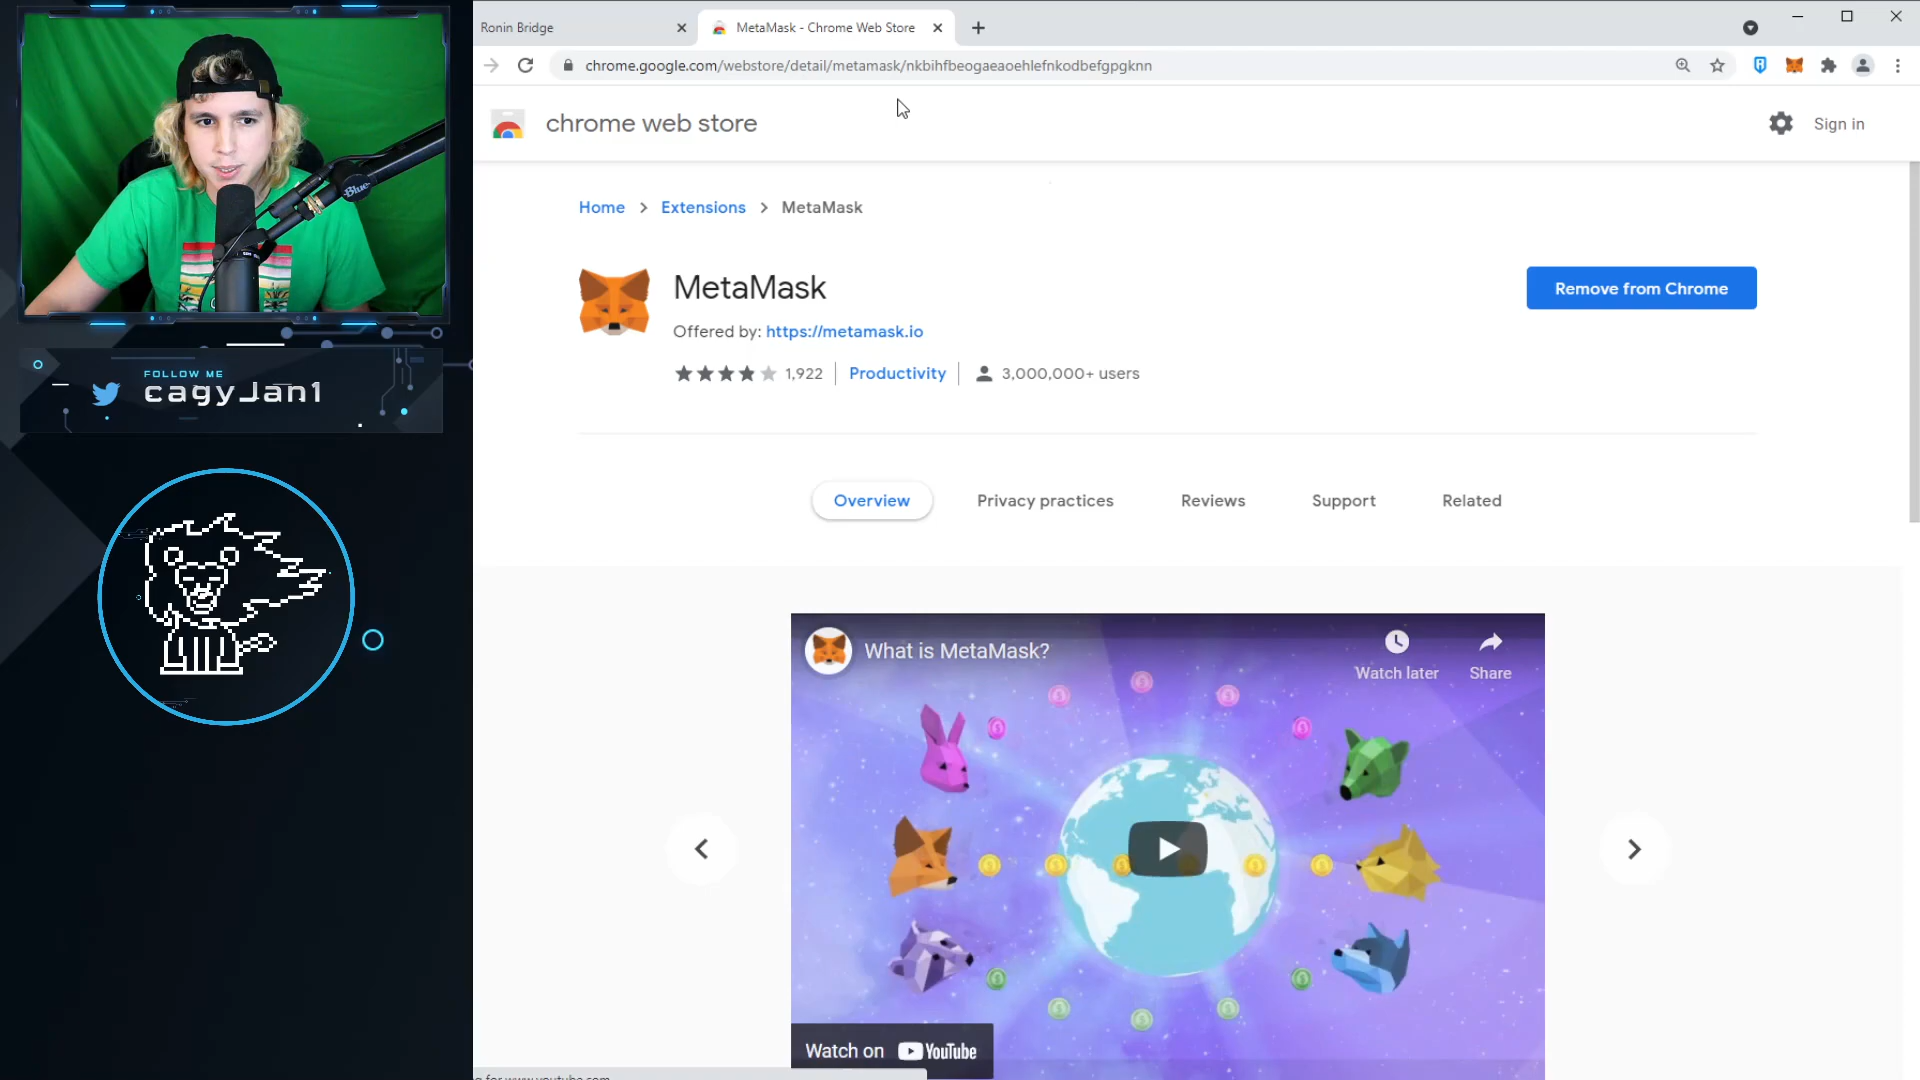 Ronin Bridge
MetaMask - Chrome Web Store
chrome.google.com/webstore/detail/metamask/nkbihfbeogaeaoehlefnkodbefgpgknn
chrome web store
Sign in
Home > Extensions > MetaMask
MetaMask
Remove from Chrome
Offered by: https://metamask.io
1,922
Productivity
3,000,000+ users
Overview
Privacy practices
Reviews
Support
Related
What is MetaMask?
Watch later
Share
Watch on YouTube
Blue
FOLLOW ME
cagyJan1